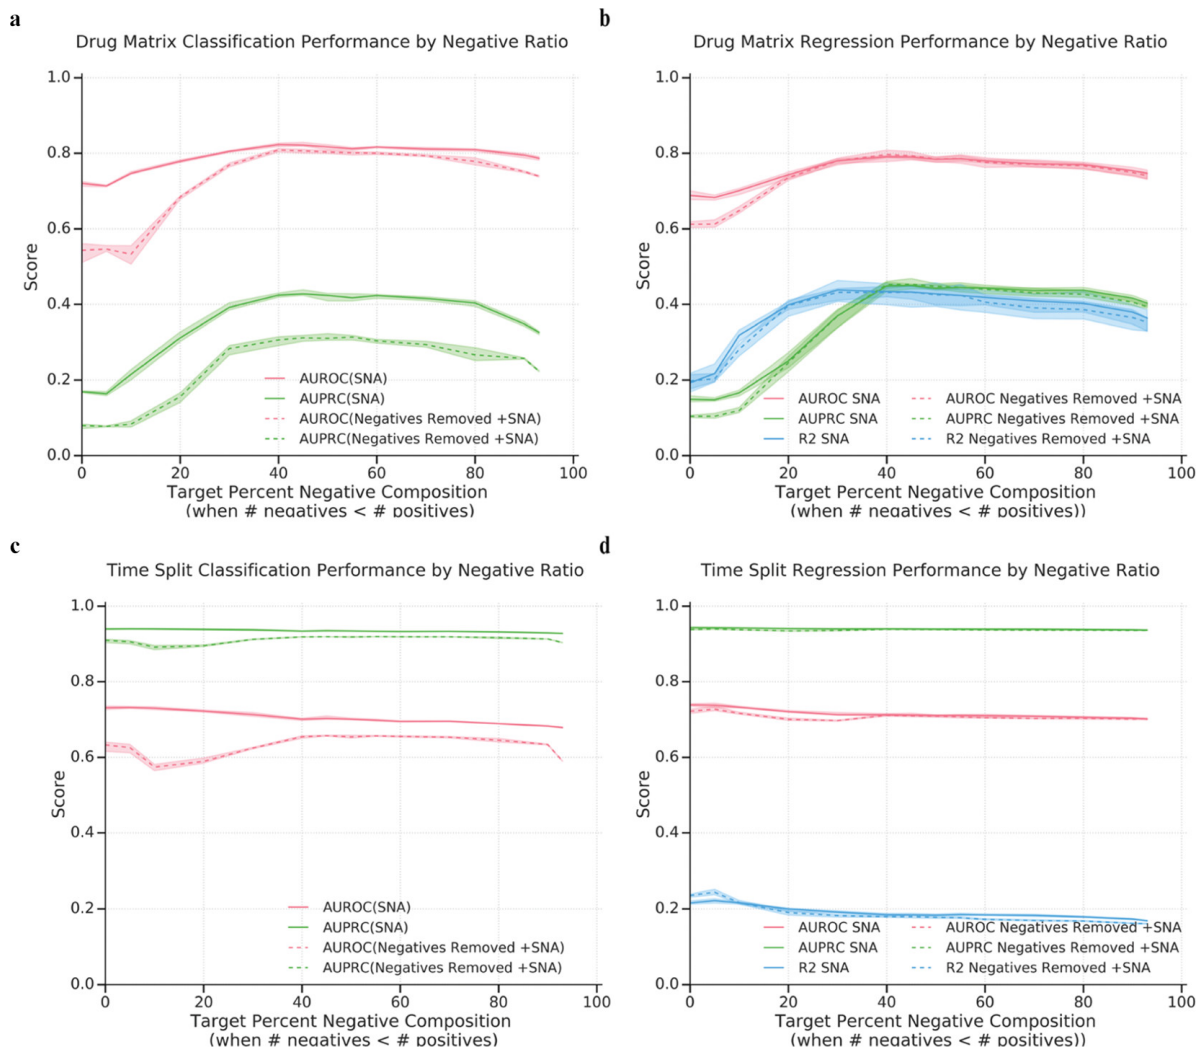 a
Drug Matrix Classification Performance by Negative Ratio
1.0
0.8
0.6
0.4
0.2
0.0
Score
0 20 40 60 80 100
AUROC(SNA)
AUPRC(SNA)
AUROC(Negatives Removed +SNA)
AUPRC(Negatives Removed +SNA)
Target Percent Negative Composition
(when # negatives < # positives)
b
Drug Matrix Regression Performance by Negative Ratio
1.0
0.8
0.6
0.4
0.2
0.0
Score
0 20 40 60 80 100
AUROC SNA AUROC Negatives Removed +SNA
AUPRC SNA AUPRC Negatives Removed +SNA
R2 SNA R2 Negatives Removed +SNA
Target Percent Negative Composition
(when # negatives < # positives))
c
Time Split Classification Performance by Negative Ratio
1.0
0.8
0.6
0.4
0.2
0.0
Score
0 20 40 60 80 100
AUROC(SNA)
AUPRC(SNA)
AUROC(Negatives Removed +SNA)
AUPRC(Negatives Removed +SNA)
Target Percent Negative Composition
(when # negatives < # positives)
d
Time Split Regression Performance by Negative Ratio
1.0
0.8
0.6
0.4
0.2
0.0
Score
0 20 40 60 80 100
AUROC SNA AUROC Negatives Removed +SNA
AUPRC SNA AUPRC Negatives Removed +SNA
R2 SNA R2 Negatives Removed +SNA
Target Percent Negative Composition
(when # negatives < # positives))